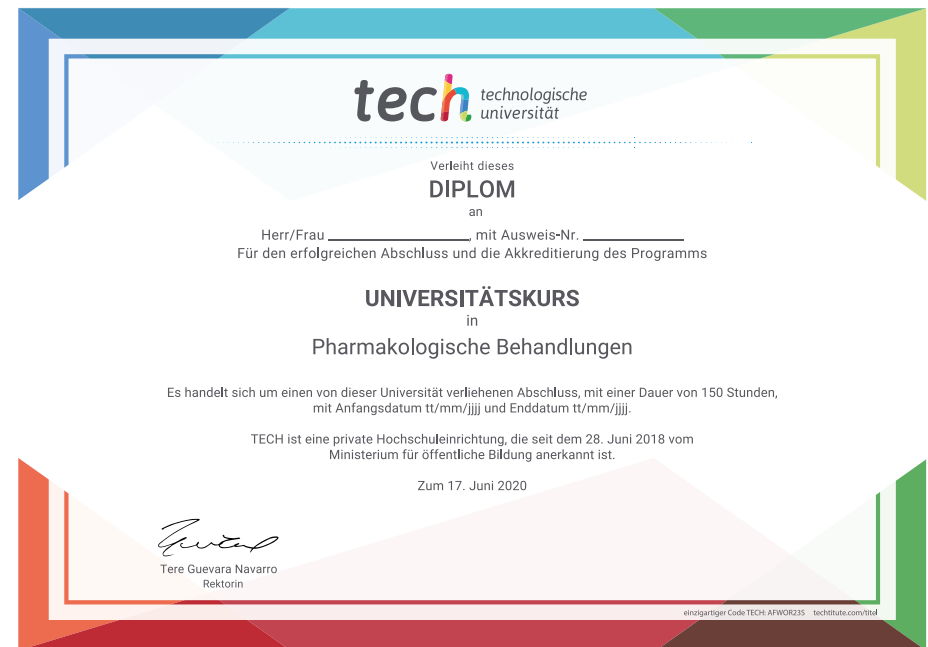 tech technologische
universität
Verleiht dieses
DIPLOM
an
Herr/Frau ____________________, mit Ausweis-Nr. ______________
Für den erfolgreichen Abschluss und die Akkreditierung des Programms
UNIVERSITÄTSKURS
in
Pharmakologische Behandlungen
Es handelt sich um einen von dieser Universität verliehenen Abschluss, mit einer Dauer von 150 Stunden,
mit Anfangsdatum tt/mm/jjjj und Enddatum tt/mm/jjjj.
TECH ist eine private Hochschuleinrichtung, die seit dem 28. Juni 2018 vom
Ministerium für öffentliche Bildung anerkannt ist.
Zum 17. Juni 2020
Tere Guevara Navarro
Rektorin
einzigartiger Code TECH: AFWOR23S techtitute.com/titel